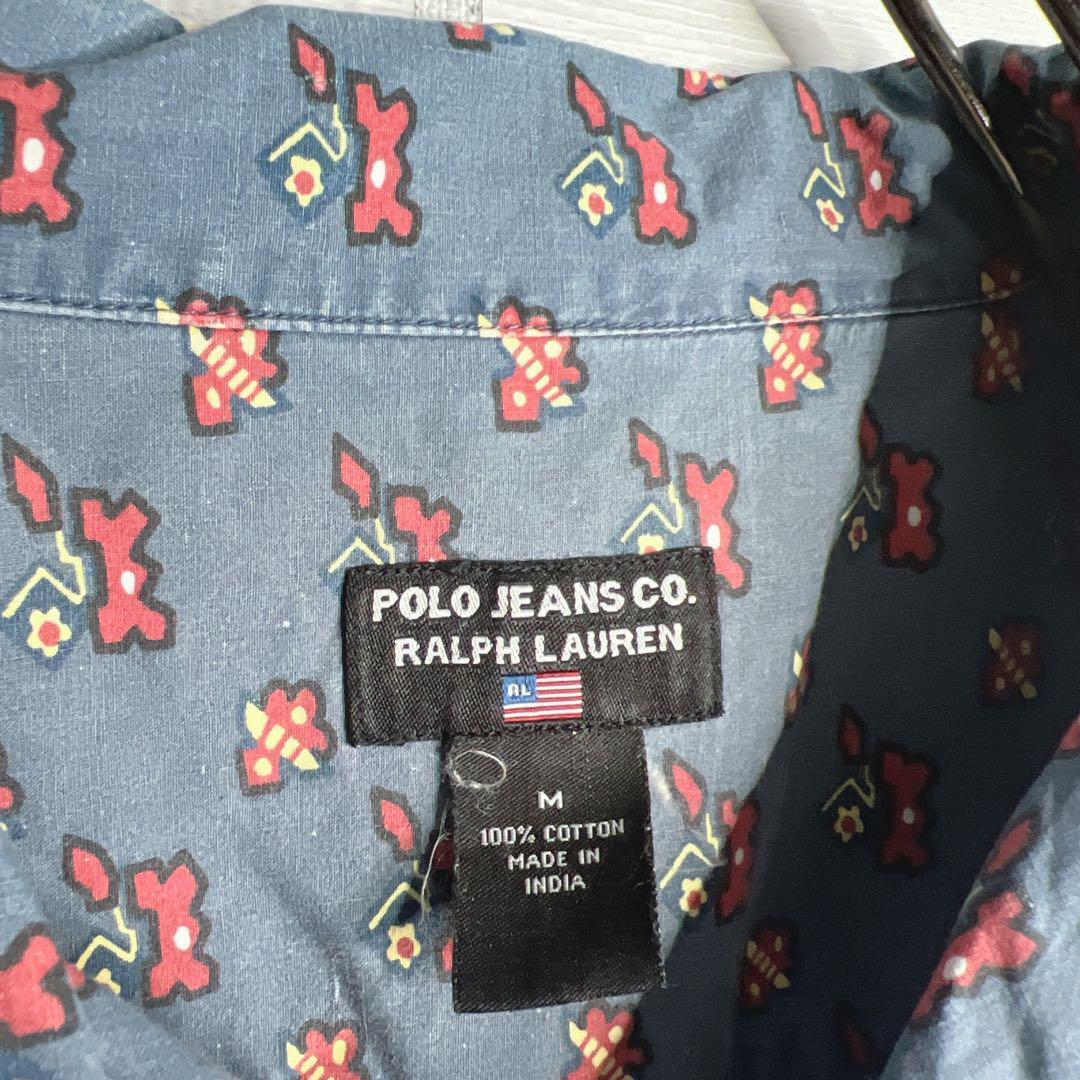 POLO JEANS CO.
RALPH LAUREN
RL
M
100% COTTON
MADE IN
INDIA